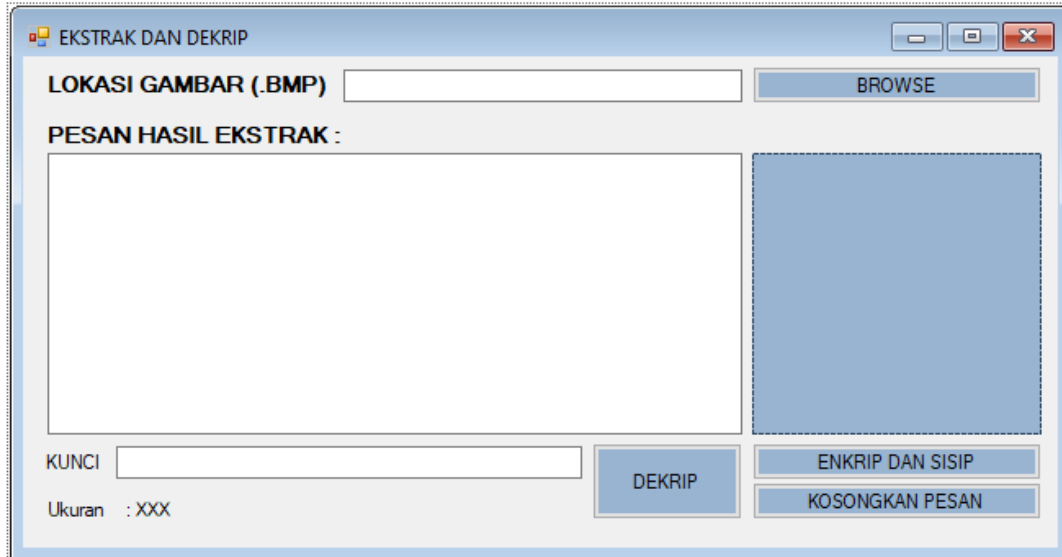 EKSTRAK DAN DEKRIP
LOKASI GAMBAR (.BMP) BROWSE
PESAN HASIL EKSTRAK :
KUNCI DEKRIP ENKRIP DAN SISIP
Ukuran : XXX KOSONGKAN PESAN